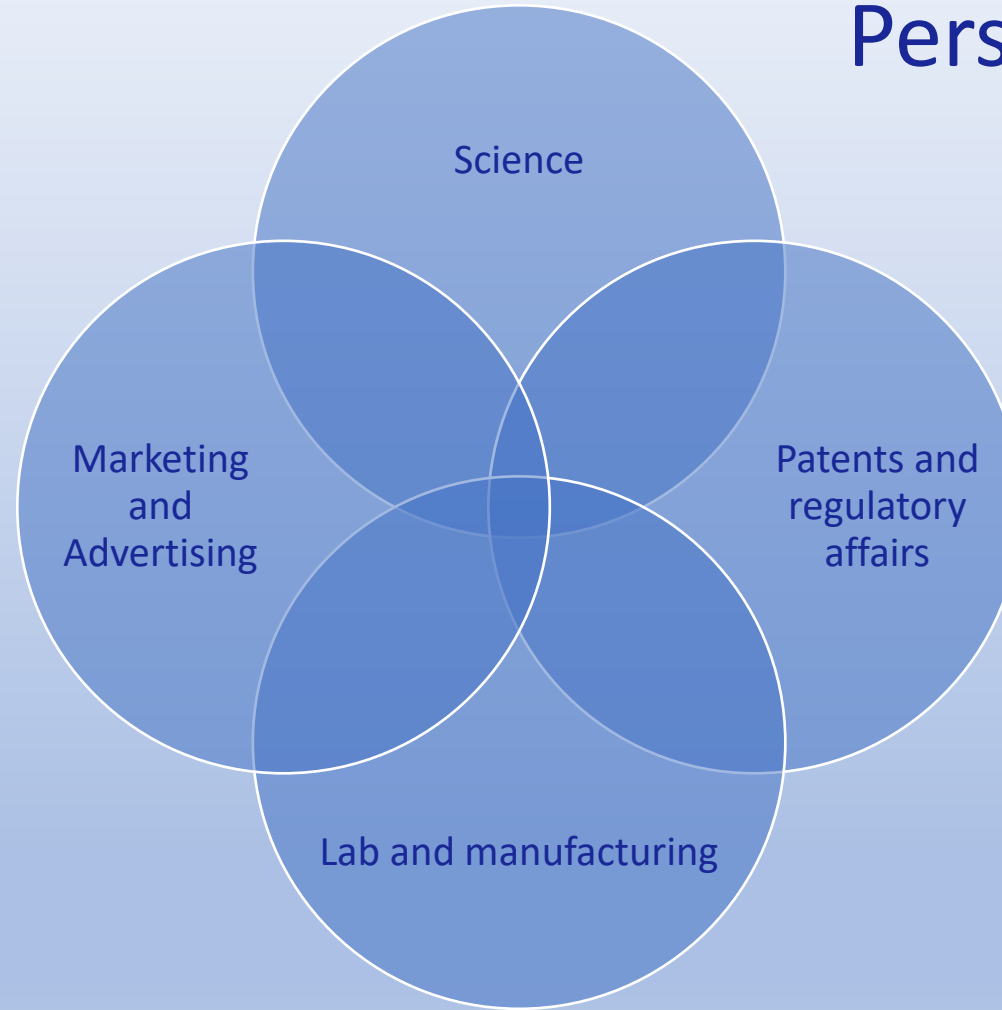 Pers
Science
Marketing
and
Advertising
Patents and
regulatory
affairs
Lab and manufacturing